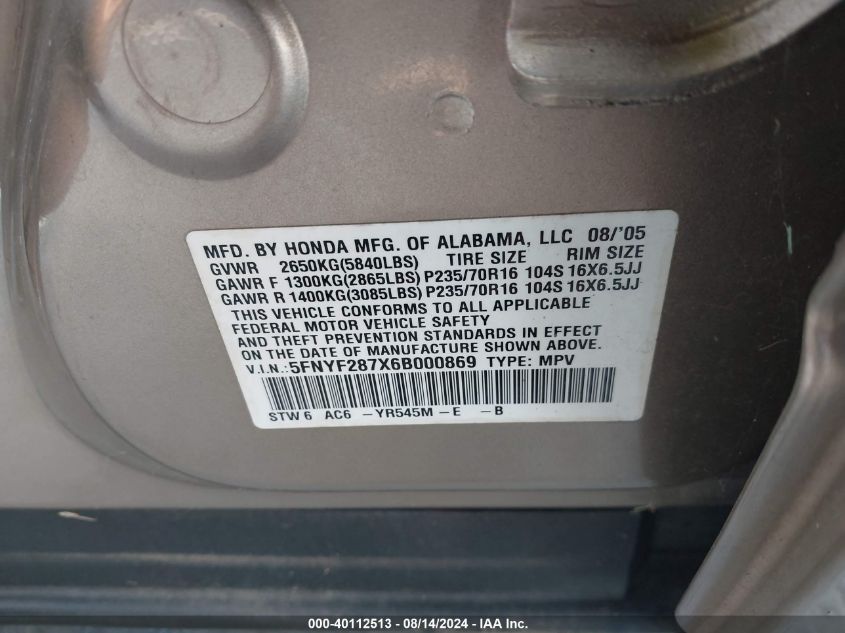 MFD. BY HONDA MFG. OF ALABAMA, LLC 08/'05
GVWR 2650KG(5840LBS) TIRE SIZE RIM SIZE
GAWR F 1300KG(2865LBS) P235/70R16 104S 16X6.5JJ
GAWR R 1400KG(3085LBS) P235/70R16 104S 16X6.5JJ
THIS VEHICLE CONFORMS TO ALL APPLICABLE
FEDERAL MOTOR VEHICLE SAFETY
AND THEFT PREVENTION STANDARDS IN EFFECT
ON THE DATE OF MANUFACTURE SHOWN ABOVE.
V.I.N.:5FNYF287X6B000869 TYPE: MPV
STW6 AC6 -YR545M -E -B
000-40112513 - 08/14/2024 - IAA Inc.